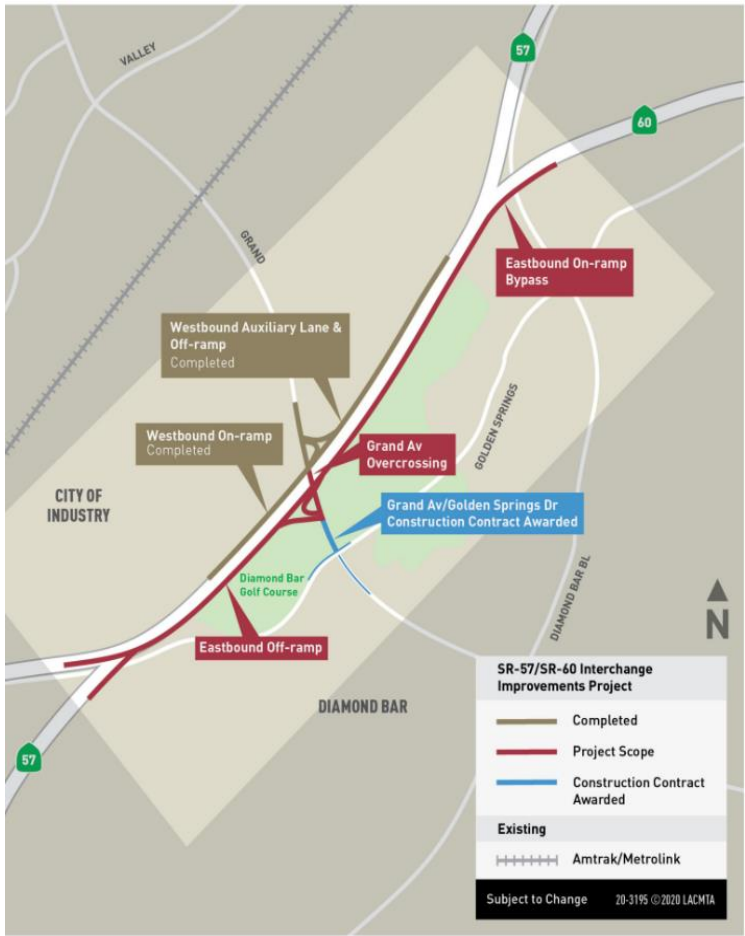 57
VALLEY
60
GRAND
Eastbound On-ramp
Bypass
Westbound Auxiliary Lane &
Off-ramp
Completed
GOLDEN SPRINGS
Westbound On-ramp
Completed
Grand Av
Overcrossing
CITY OF
INDUSTRY
Grand Av/Golden Springs Dr
Construction Contract Awarded
Diamond Bar
Golf Course
DIAMOND BAR BL
N
Eastbound Off-ramp
DIAMOND BAR
57
SR-57/SR-60 Interchange
Improvements Project
Completed
Project Scope
Construction Contract
Awarded
Existing
Amtrak/Metrolink
Subject to Change 20-3195 ©2020 LACMTA